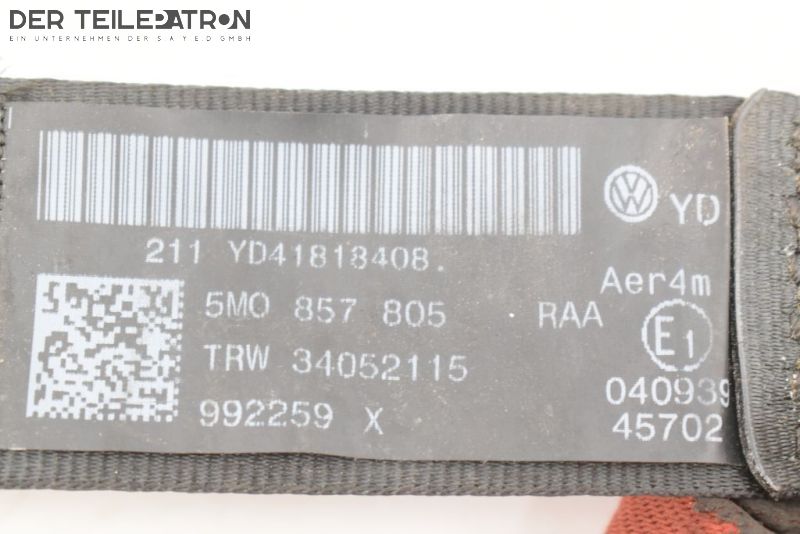 DER TEILEPATRON
EIN UNTERNEHMEN DER S A Y E.D GMBH
YD
211 YD41818408.
Aer4m
5M0 857 805 RAA
E1
TRW 34052115
040939
992259 X
45702